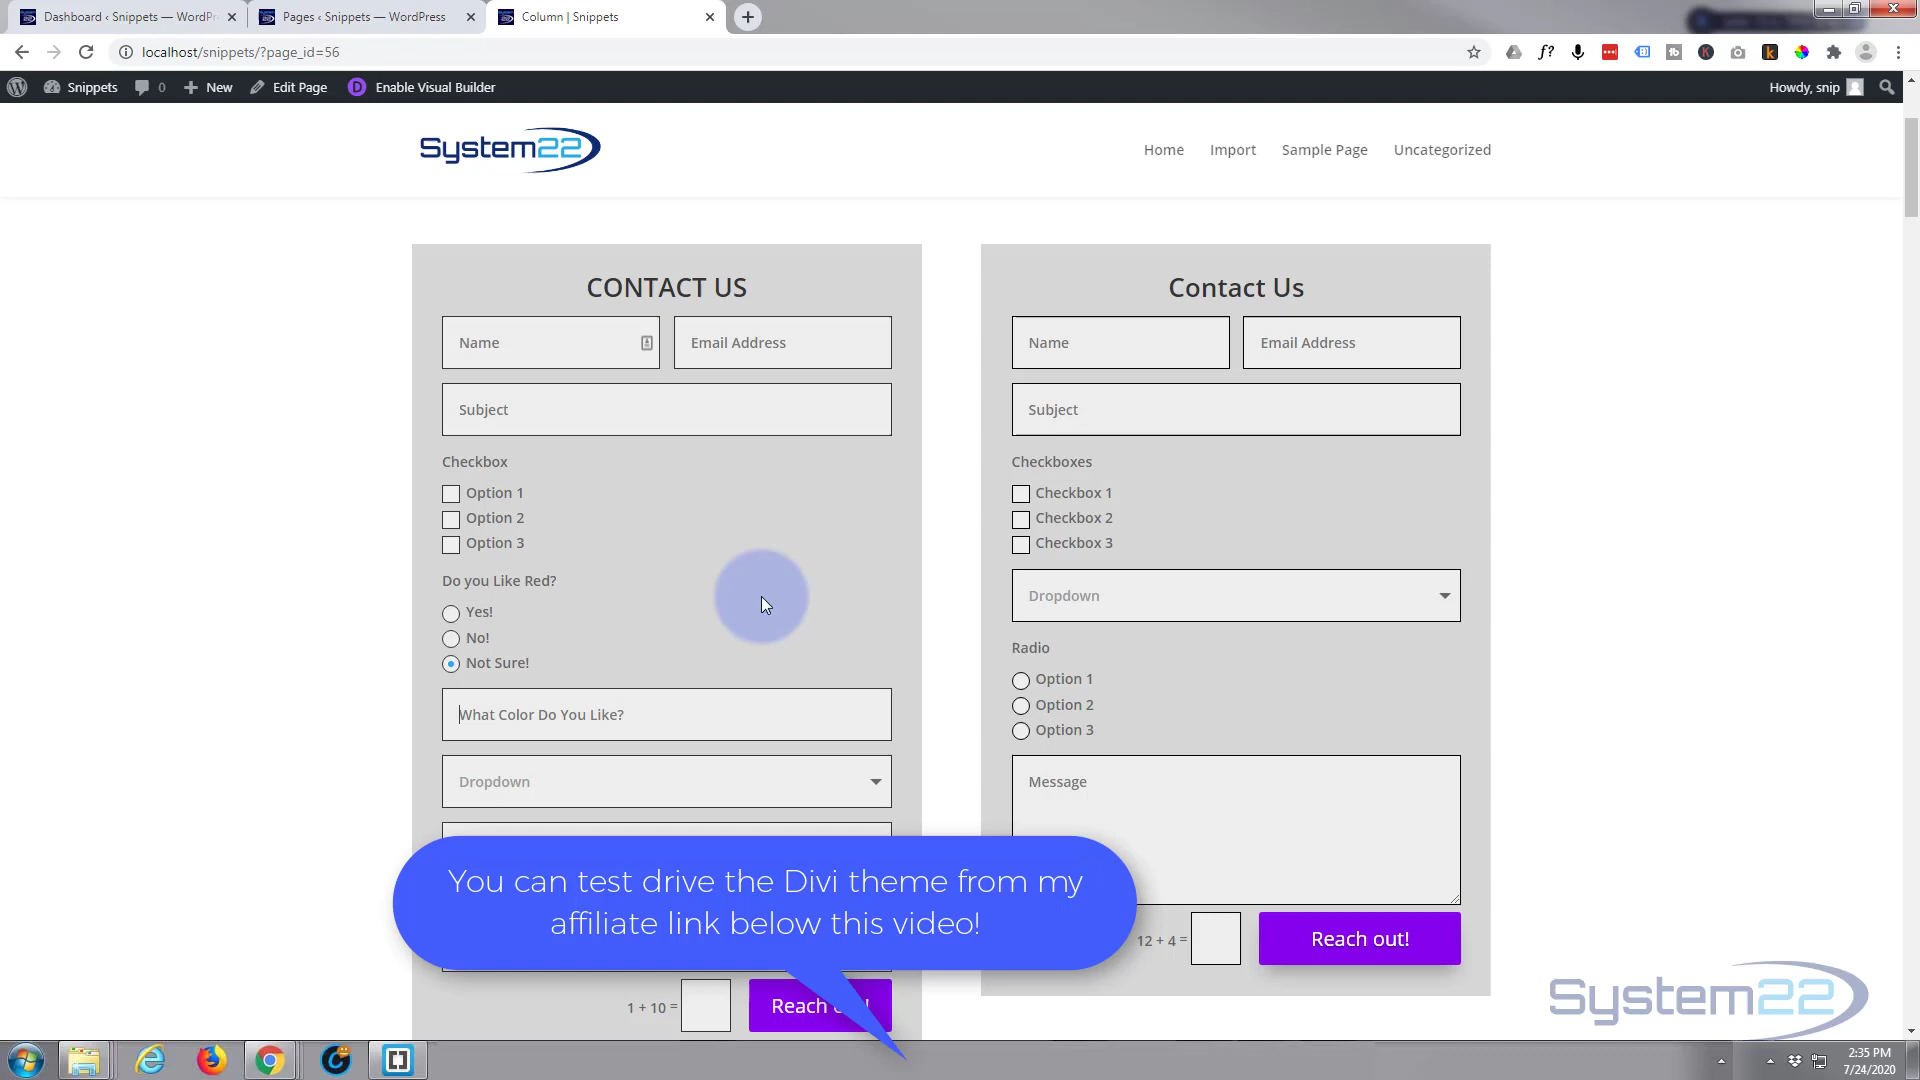 Dashboard ‹ Snippets — WordPr
Pages ‹ Snippets — WordPress
Column | Snippets
localhost/snippets/?page_id=56
Snippets
0
New
Edit Page
Enable Visual Builder
Howdy, snip
System22
Home
Import
Sample Page
Uncategorized
CONTACT US
Name
Email Address
Subject
Checkbox
Option 1
Option 2
Option 3
Do you Like Red?
Yes!
No!
Not Sure!
What Color Do You Like?
Dropdown
1 + 10 =
Contact Us
Name
Email Address
Subject
Checkboxes
Checkbox 1
Checkbox 2
Checkbox 3
Dropdown
Radio
Option 1
Option 2
Option 3
Message
12 + 4 =
Reach out!
You can test drive the Divi theme from my
affiliate link below this video!
Reach
System22
2:35 PM
7/24/2020